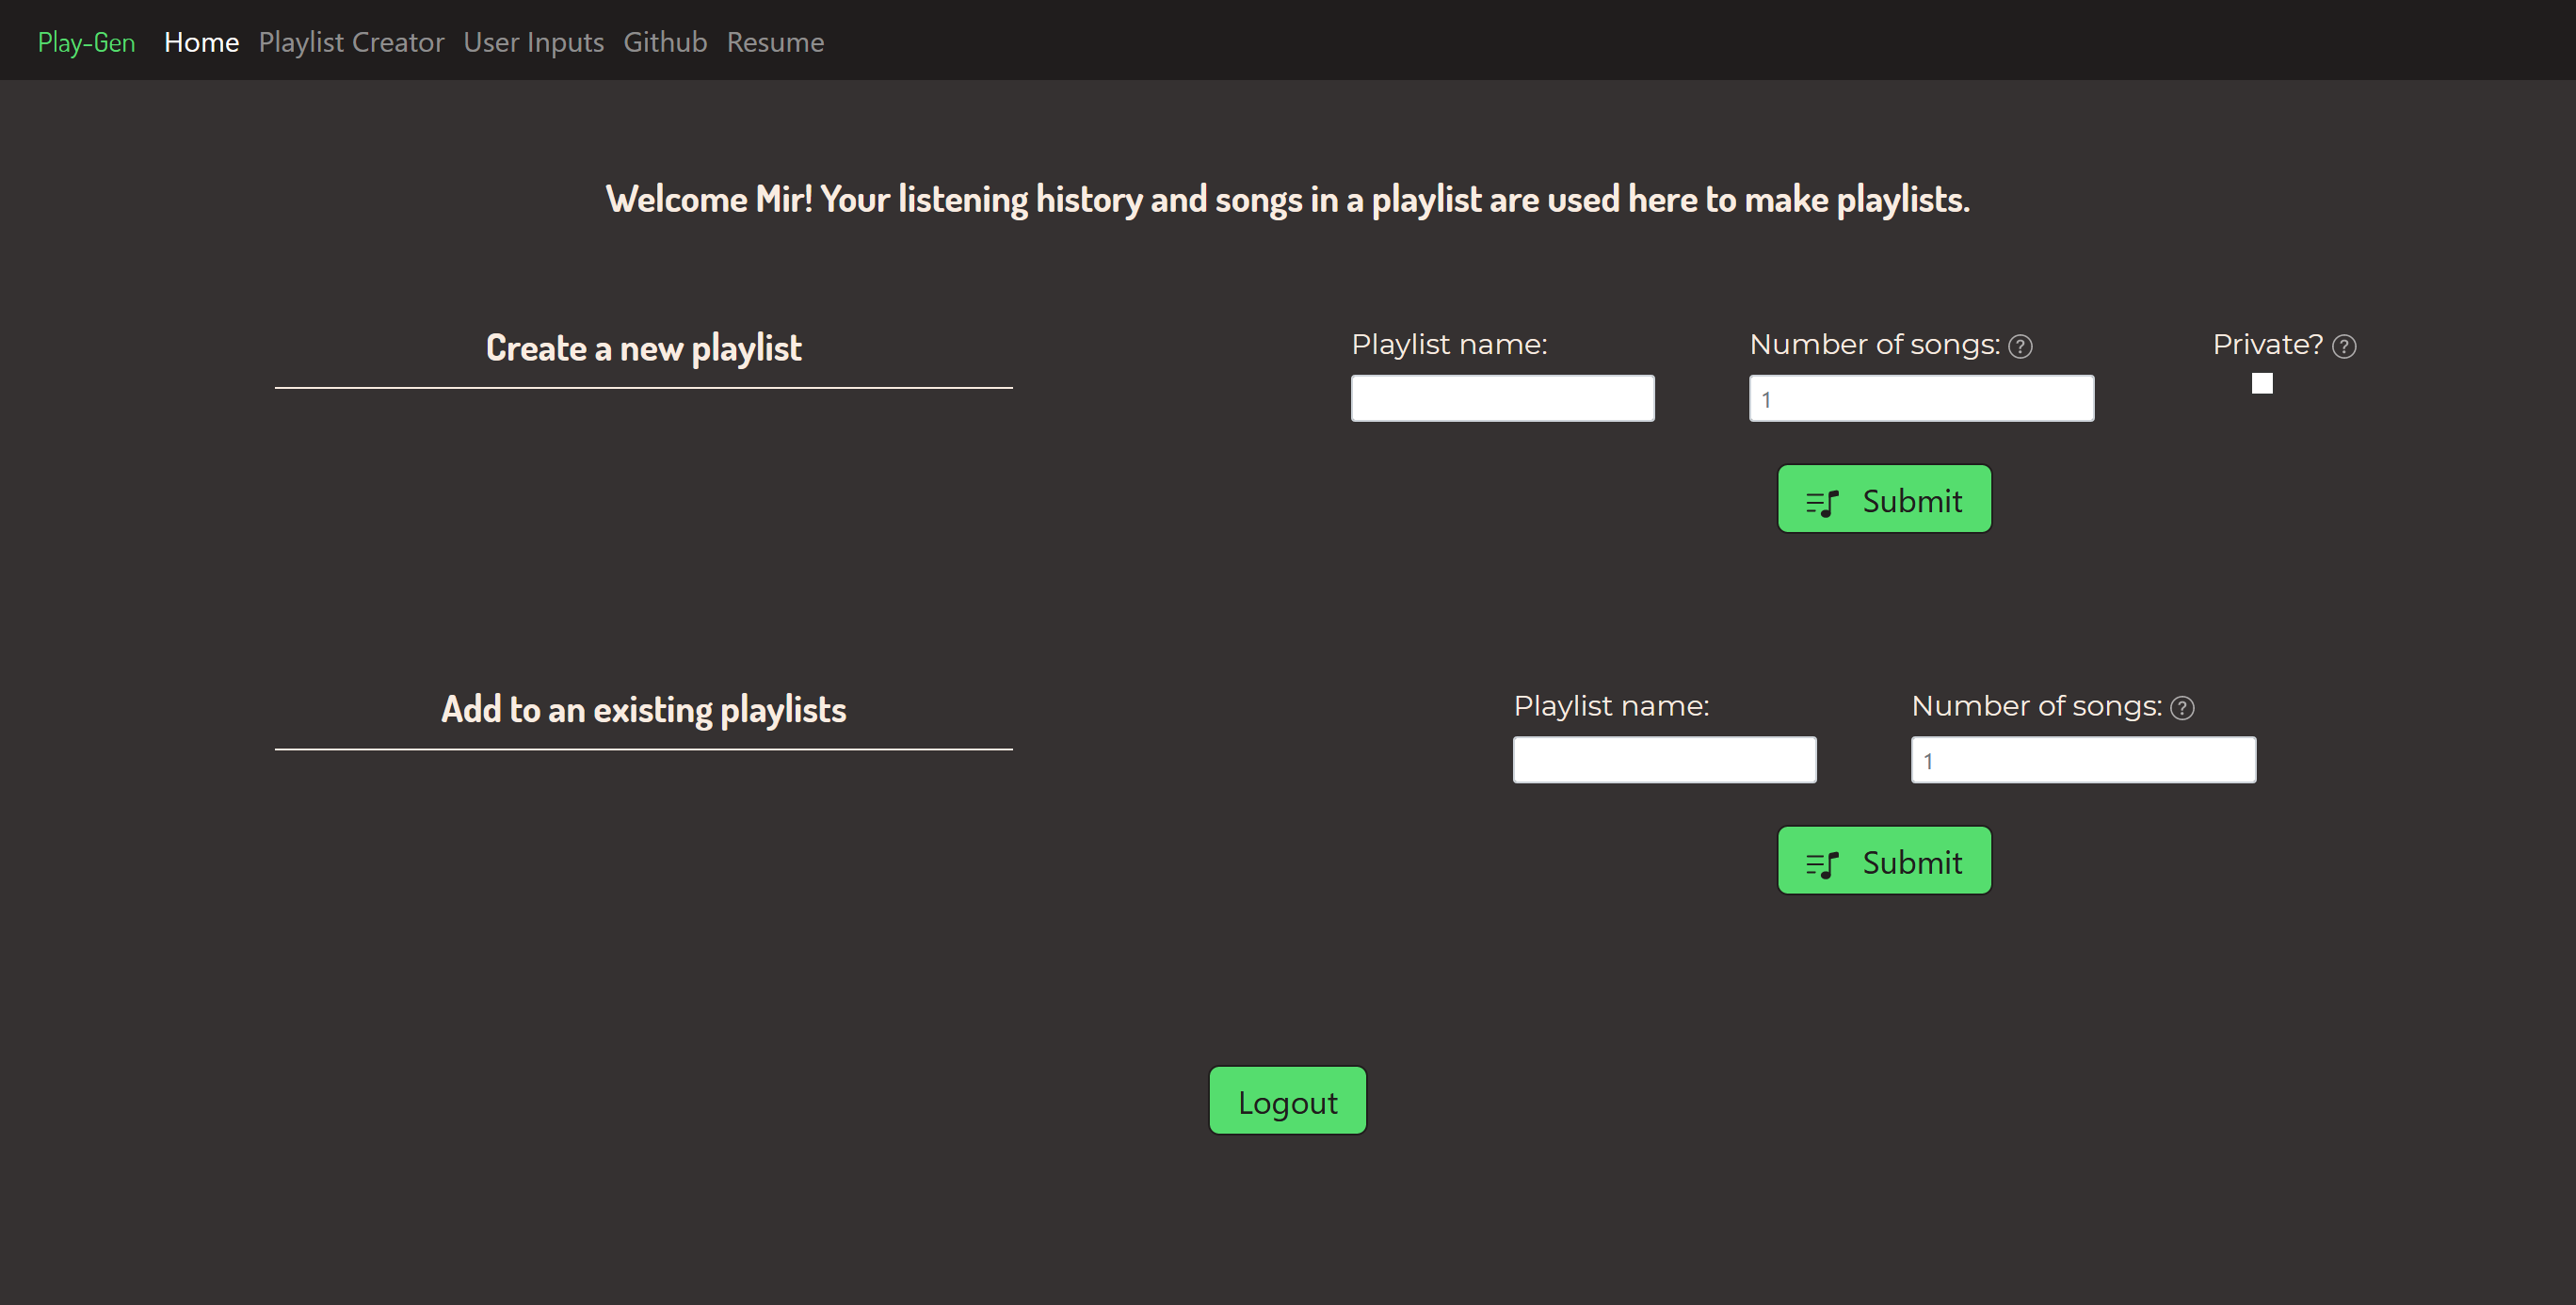 Play-Gen Home Playlist Creator User Inputs Github Resume
Welcome Mir! Your listening history and songs in a playlist are used here to make playlists.
Create a new playlist
Playlist name: Number of songs: ? Private? ?
1
Submit
Add to an existing playlists
Playlist name: Number of songs: ?
1
Submit
Logout